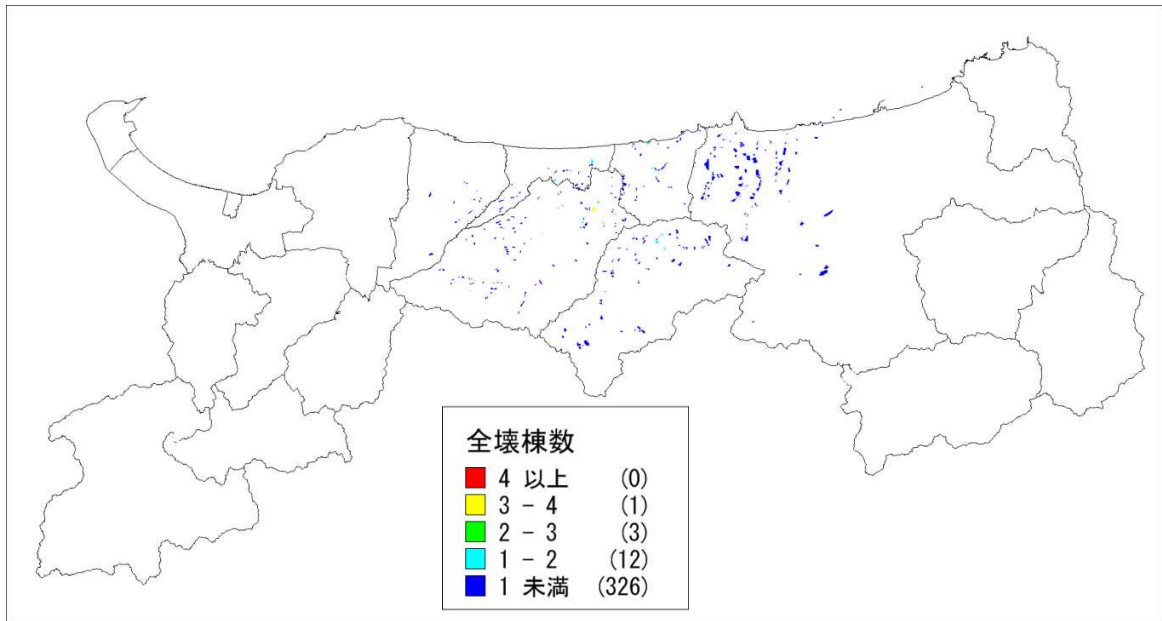 全壊棟数
4 以上 (0)
3 - 4 (1)
2 - 3 (3)
1 - 2 (12)
1 未満 (326)